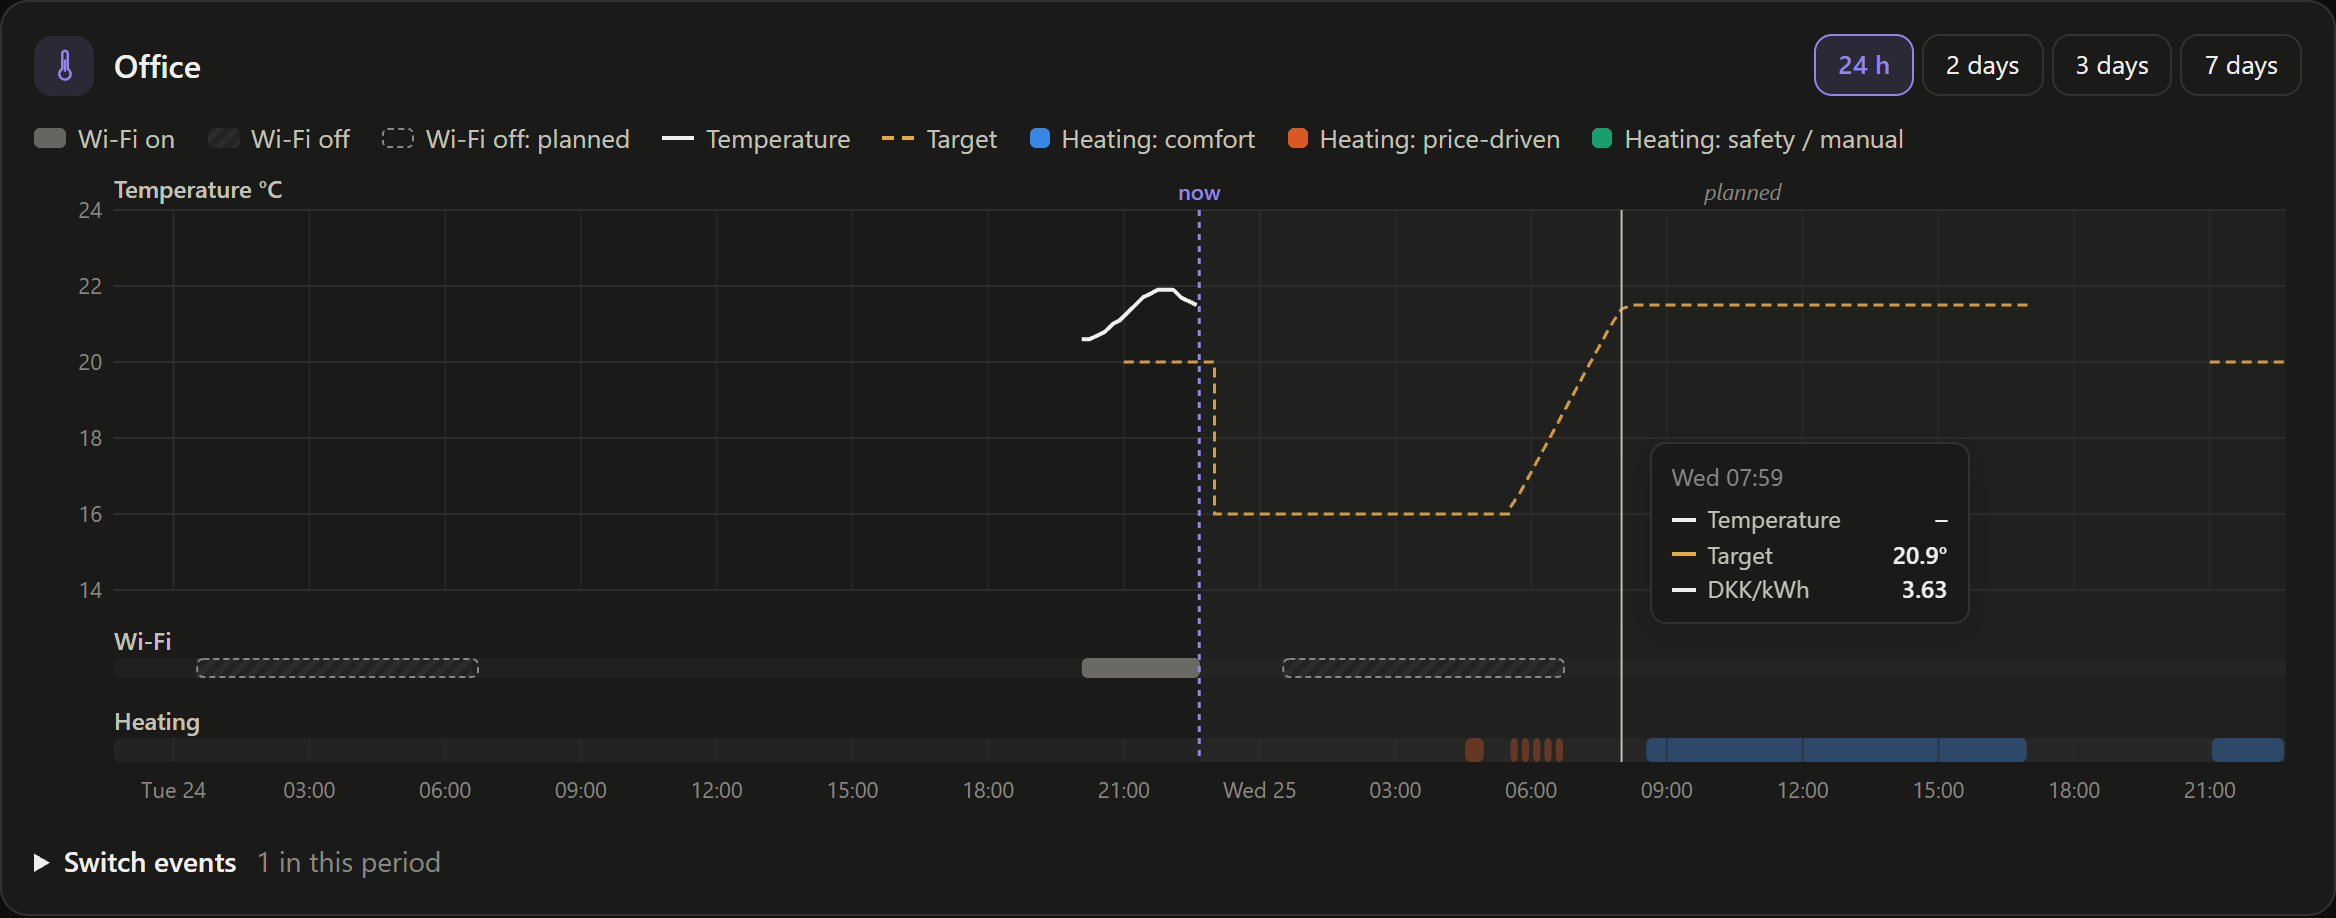 Office
24 h 2 days 3 days 7 days
Wi-Fi on Wi-Fi off Wi-Fi off: planned Temperature Target Heating: comfort Heating: price-driven Heating: safety / manual
Temperature °C
now
planned
24
22
20
18
16
14
Wed 07:59
Temperature –
Target 20.9°
DKK/kWh 3.63
Wi-Fi
Heating
Tue 24 03:00 06:00 09:00 12:00 15:00 18:00 21:00 Wed 25 03:00 06:00 09:00 12:00 15:00 18:00 21:00
Switch events 1 in this period